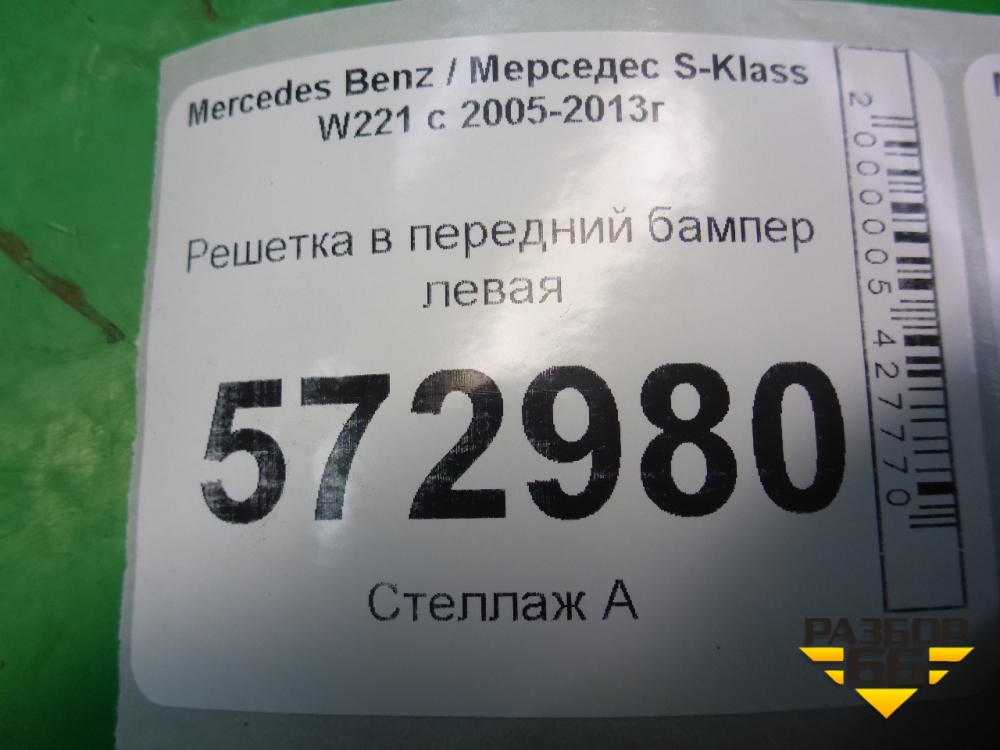 Mercedes Benz / Мерседес S-Klass
W221 с 2005-2013г
Решетка в передний бампер
левая
572980
Стеллаж А
2000005427770
РАЗБОР
66